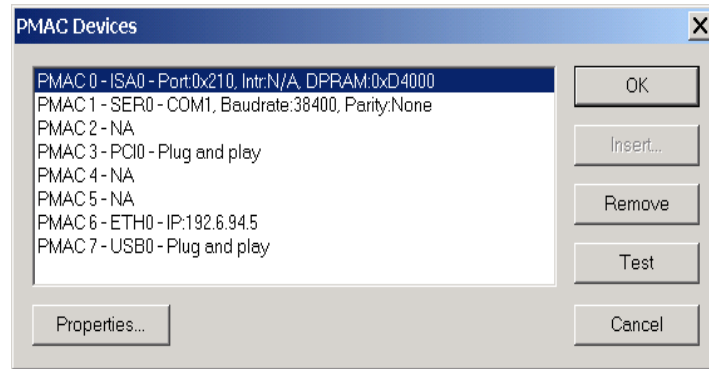 PMAC Devices
PMAC 0 - ISA0 - Port:0x210, Intr:N/A, DPRAM:0xD4000
PMAC 1 - SER0 - COM1, Baudrate:38400, Parity:None
PMAC 2 - NA
PMAC 3 - PCI0 - Plug and play
PMAC 4 - NA
PMAC 5 - NA
PMAC 6 - ETH0 - IP:192.6.94.5
PMAC 7 - USB0 - Plug and play
OK
Insert...
Remove
Test
Properties...
Cancel